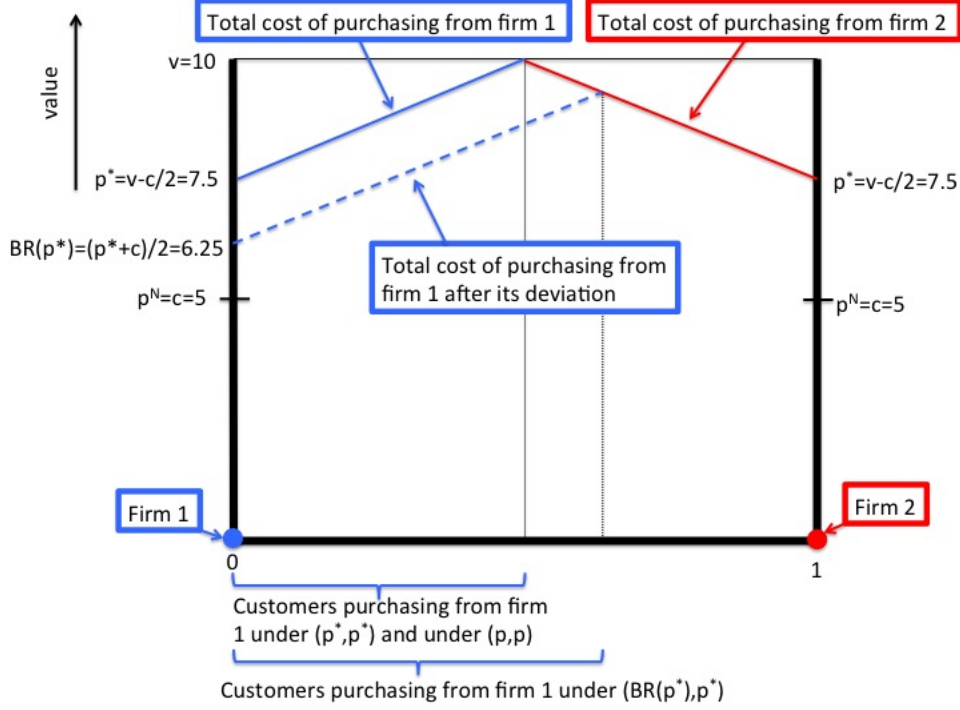 Total cost of purchasing from firm 1
Total cost of purchasing from firm 2
value
v=10
p*=v-c/2=7.5
p*=v-c/2=7.5
BR(p*)=(p*+c)/2=6.25
Total cost of purchasing from
firm 1 after its deviation
pᴺ=c=5
pᴺ=c=5
Firm 1
Firm 2
0
1
Customers purchasing from firm
1 under (p*,p*) and under (p,p)
Customers purchasing from firm 1 under (BR(p*),p*)